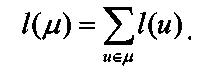 l(μ) = ∑_{u∈μ} l(u).